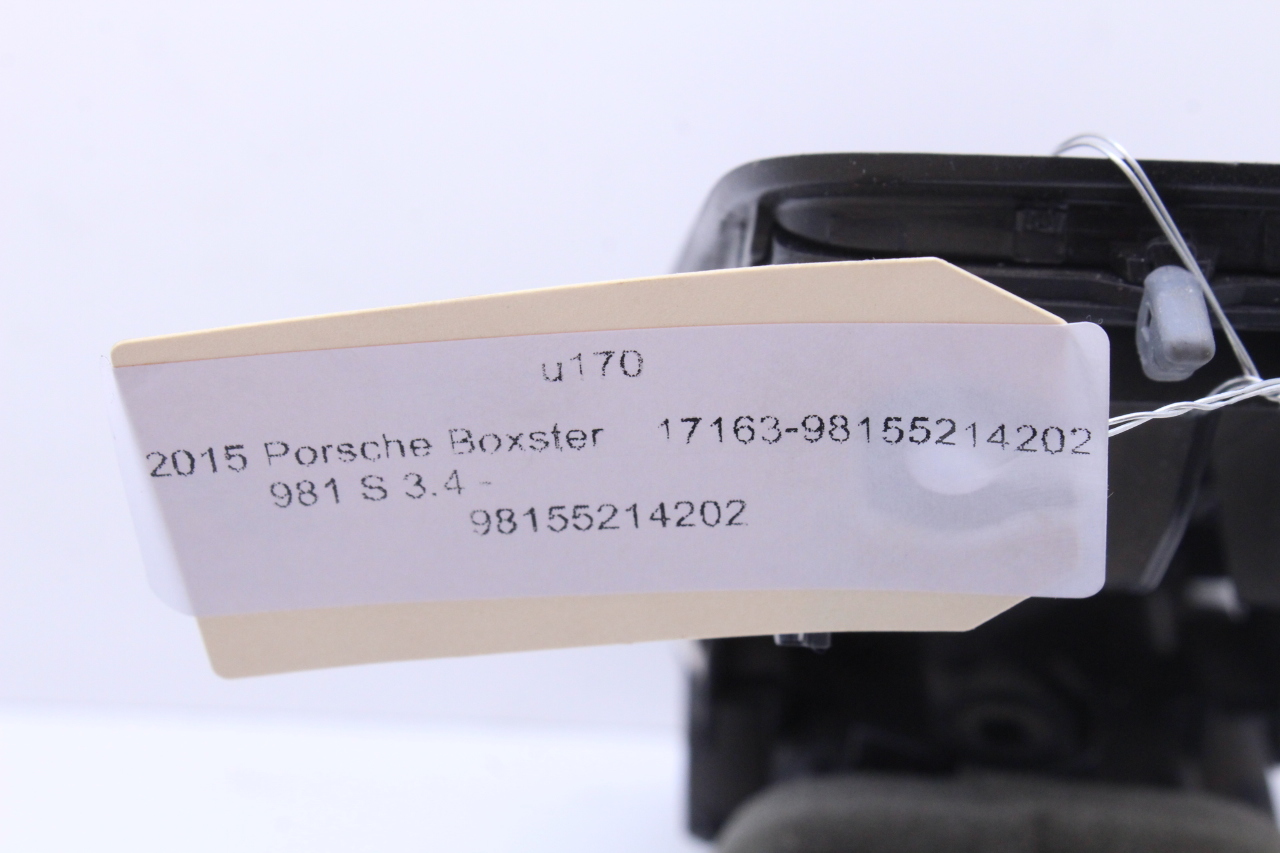 u170
2015 Porsche Boxster 17163-98155214202
981 S 3.4 -
98155214202